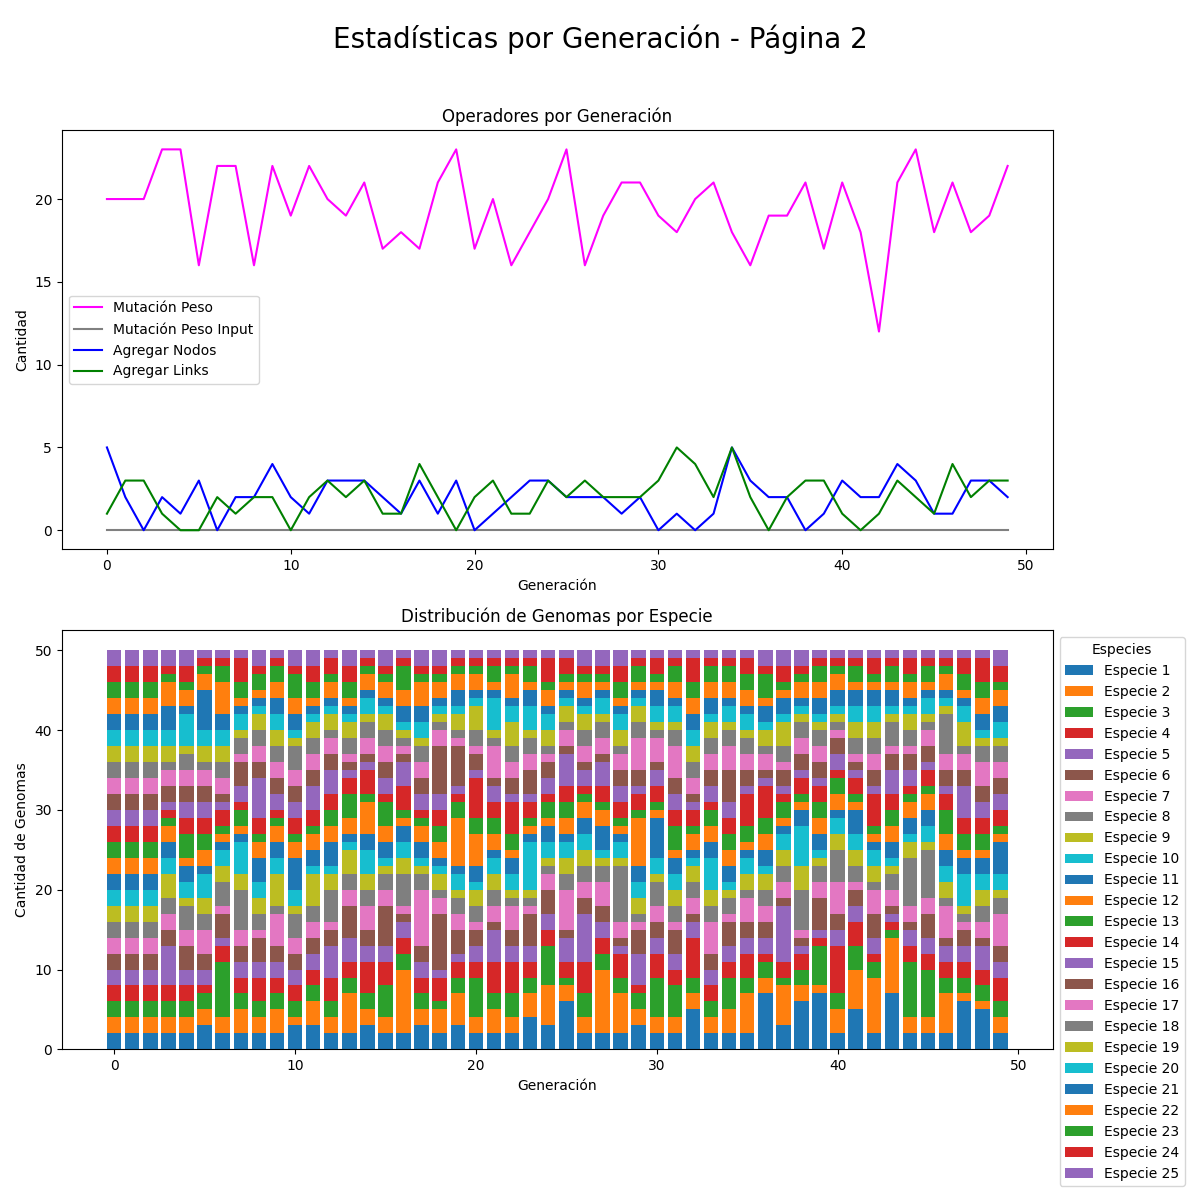 Estadísticas por Generación - Página 2
Operadores por Generación
20
15
10
5
0
Cantidad
Mutación Peso
Mutación Peso Input
Agregar Nodos
Agregar Links
0 10 20 30 40 50
Generación
Distribución de Genomas por Especie
50
40
30
20
10
0
Cantidad de Genomas
0 10 20 30 40 50
Generación
Especies
Especie 1
Especie 2
Especie 3
Especie 4
Especie 5
Especie 6
Especie 7
Especie 8
Especie 9
Especie 10
Especie 11
Especie 12
Especie 13
Especie 14
Especie 15
Especie 16
Especie 17
Especie 18
Especie 19
Especie 20
Especie 21
Especie 22
Especie 23
Especie 24
Especie 25